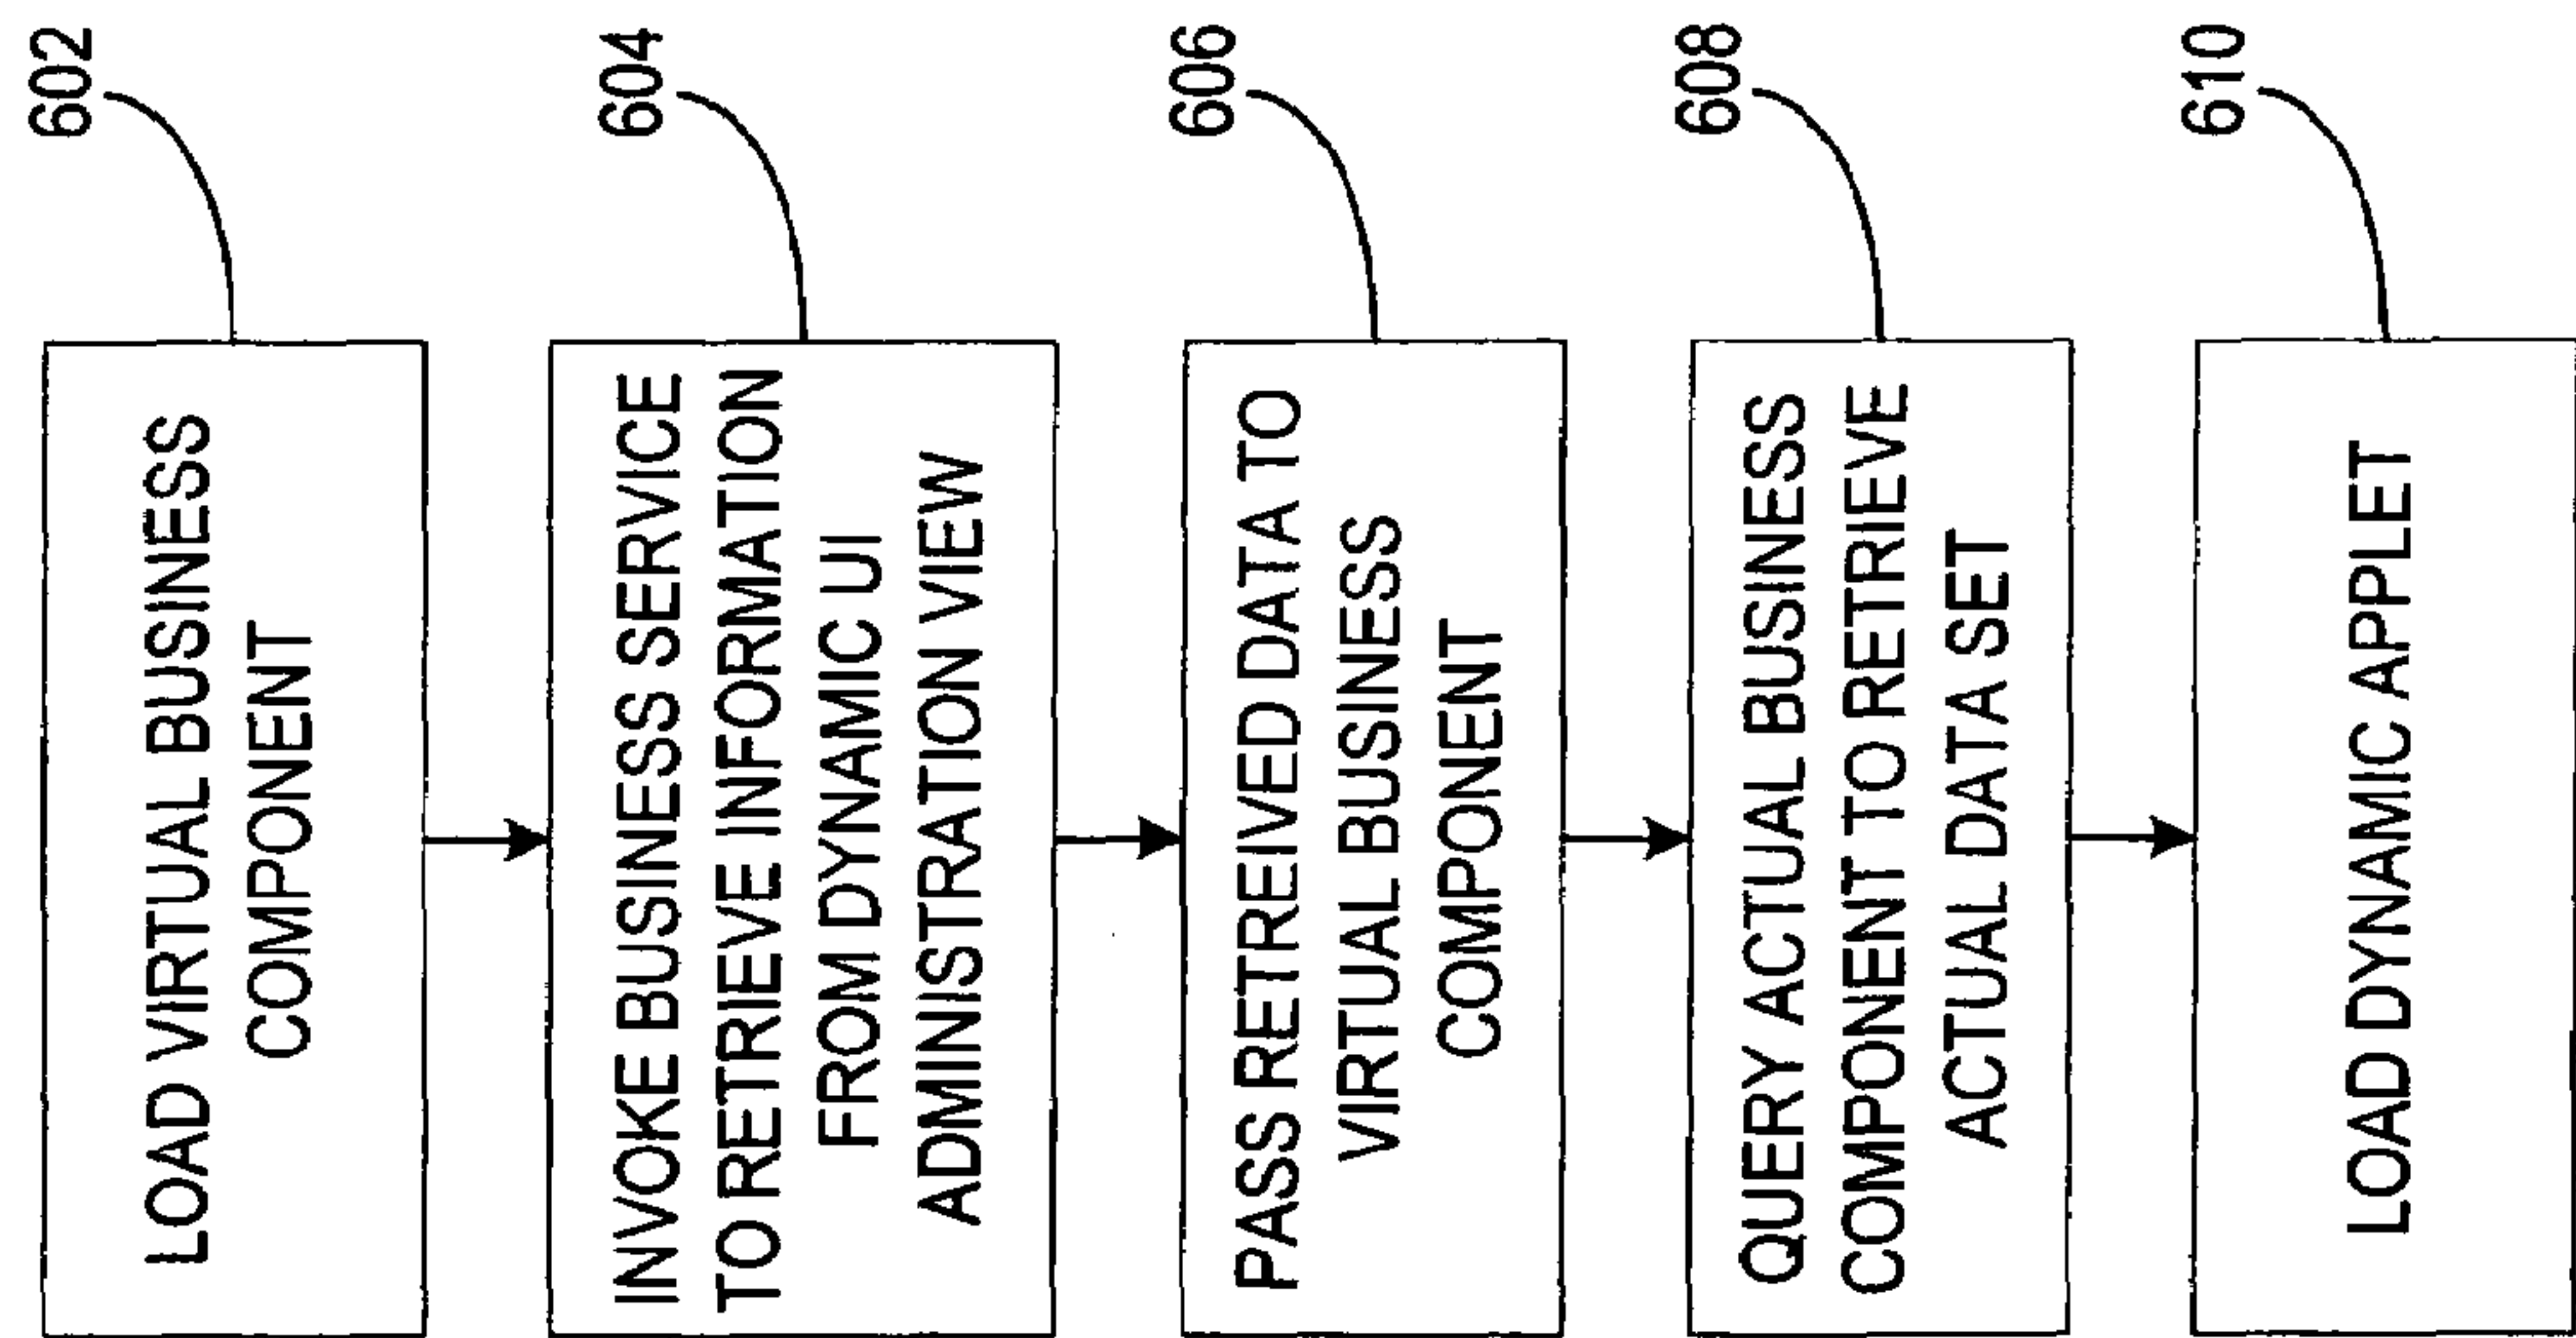 602
LOAD VIRTUAL BUSINESS
COMPONENT
604
INVOKE BUSINESS SERVICE
TO RETRIEVE INFORMATION
FROM DYNAMIC UI
ADMINISTRATION VIEW
606
PASS RETREIVED DATA TO
VIRTUAL BUSINESS
COMPONENT
608
QUERY ACTUAL BUSINESS
COMPONENT TO RETRIEVE
ACTUAL DATA SET
610
LOAD DYNAMIC APPLET